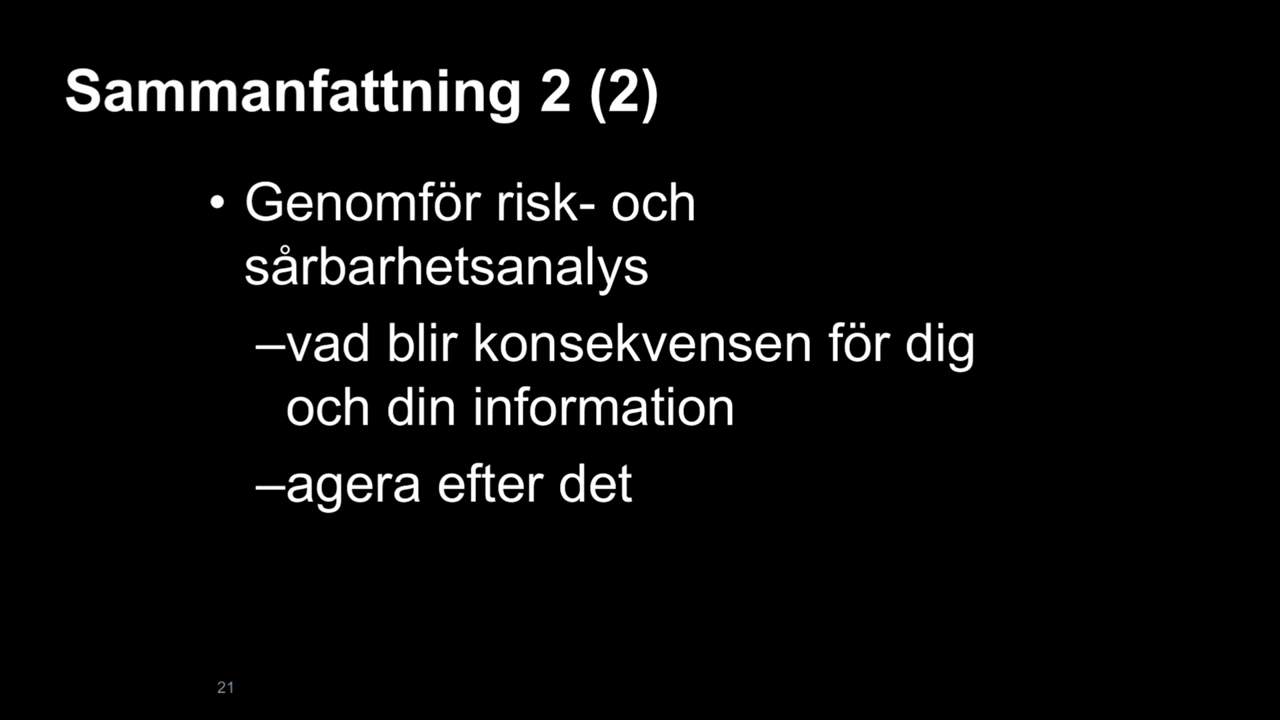 Sammanfattning 2 (2)
• Genomför risk- och
sårbarhetsanalys
–vad blir konsekvensen för dig
och din information
–agera efter det
21